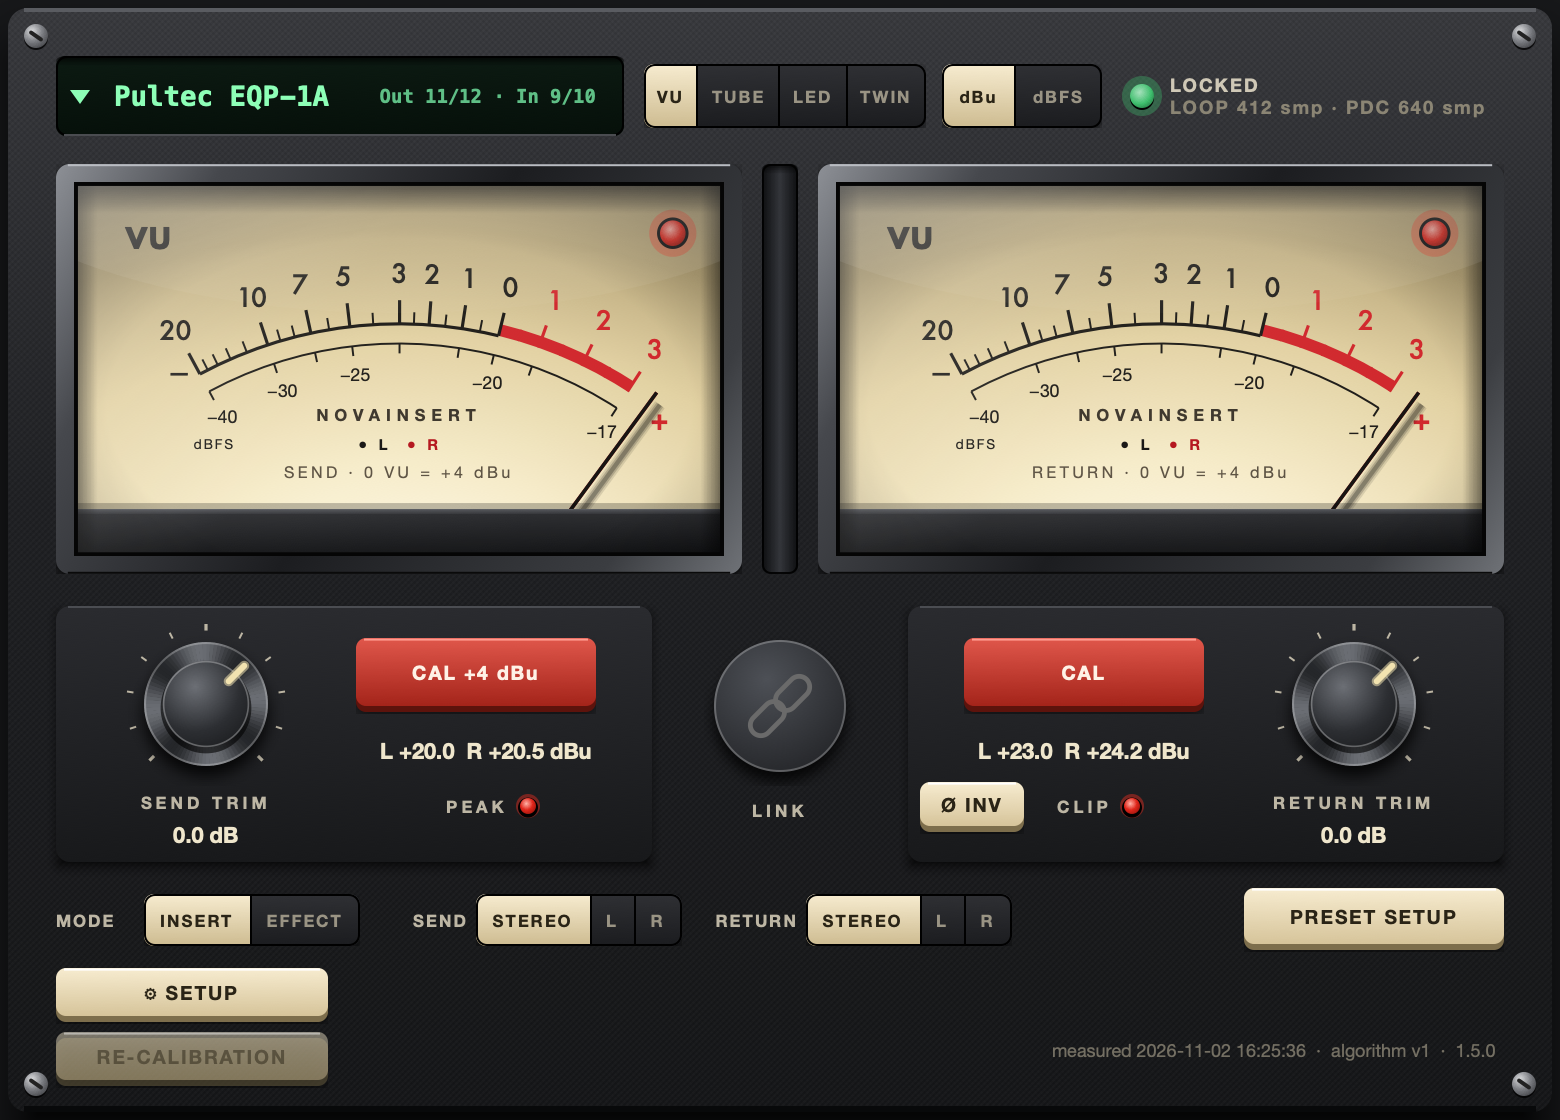 Pultec EQP-1A Out 11/12 · In 9/10
VU TUBE LED TWIN
dBu dBFS
LOCKED
LOOP 412 smp · PDC 640 smp
VU
20 10 7 5 3 2 1 0 1 2 3
− +
−40 −30 −25 −20 −17
dBFS
NOVAINSERT
• L • R
SEND · 0 VU = +4 dBu
VU
20 10 7 5 3 2 1 0 1 2 3
− +
−40 −30 −25 −20 −17
dBFS
NOVAINSERT
• L • R
RETURN · 0 VU = +4 dBu
SEND TRIM
0.0 dB
CAL +4 dBu
L +20.0 R +20.5 dBu
PEAK
LINK
CAL
L +23.0 R +24.2 dBu
Ø INV
CLIP
RETURN TRIM
0.0 dB
MODE INSERT EFFECT
SEND STEREO L R
RETURN STEREO L R
PRESET SETUP
⚙ SETUP
RE-CALIBRATION
measured 2026-11-02 16:25:36 · algorithm v1 · 1.5.0